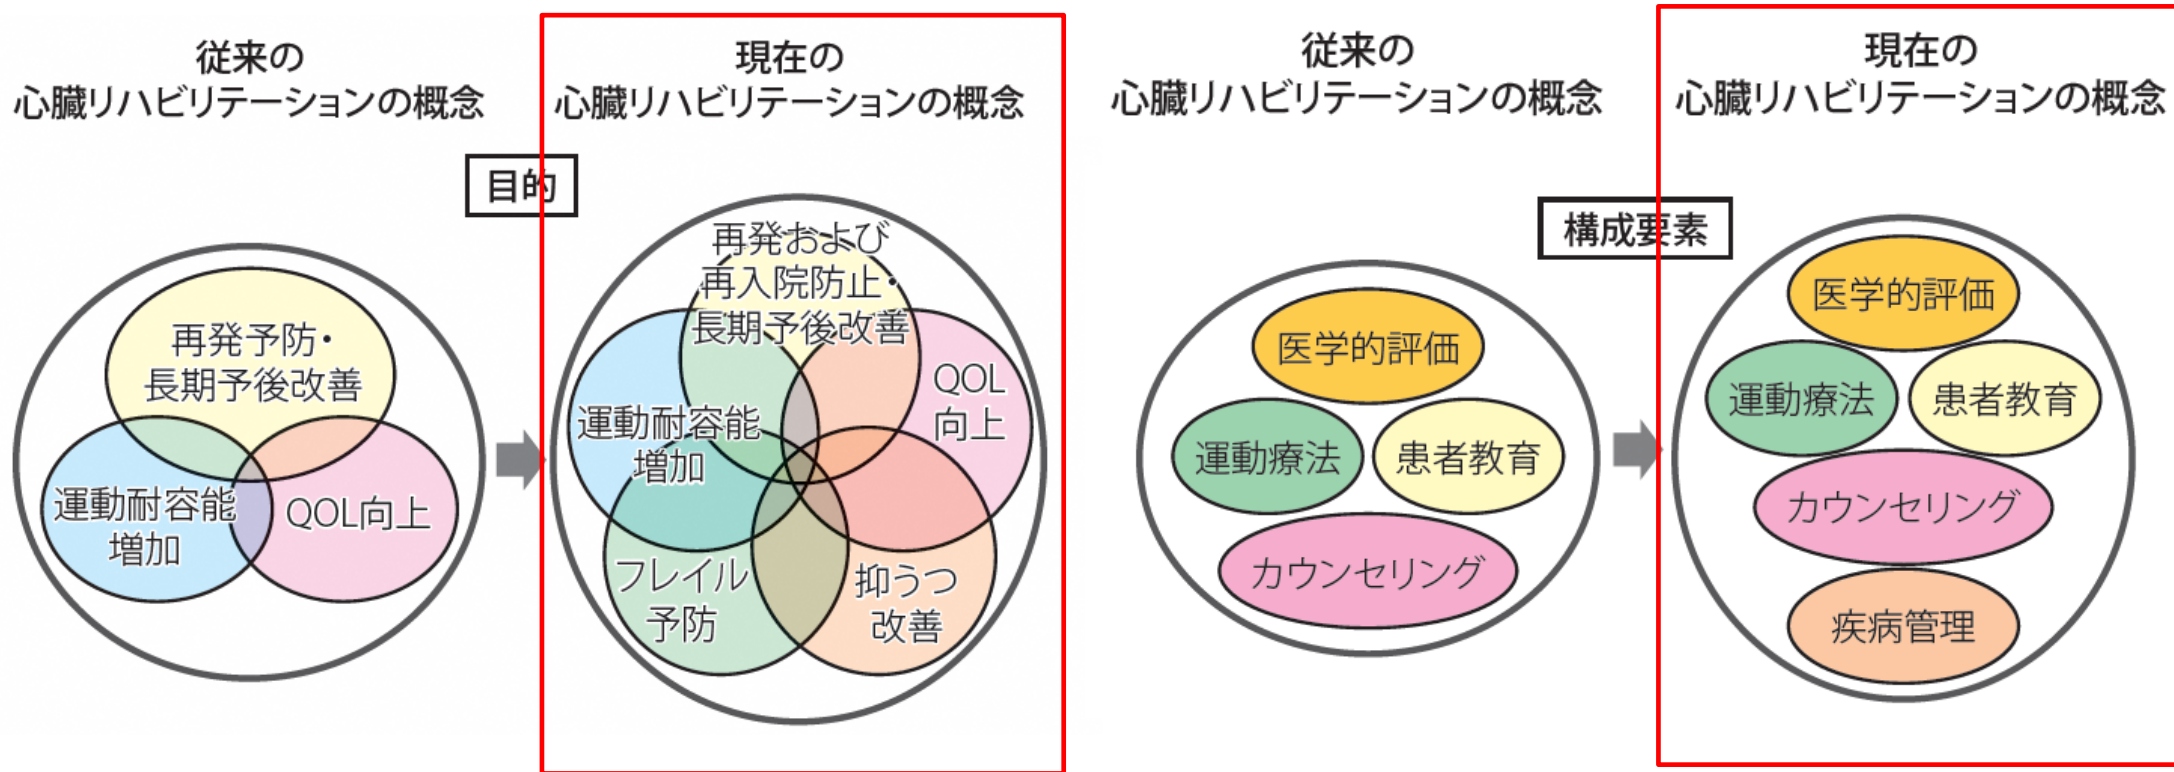 従来の
心臓リハビリテーションの概念
現在の
心臓リハビリテーションの概念
目的
再発予防・
長期予後改善
運動耐容能
増加
QOL向上
再発および
再入院防止・
長期予後改善
運動耐容能
増加
QOL
向上
フレイル
予防
抑うつ
改善
従来の
心臓リハビリテーションの概念
現在の
心臓リハビリテーションの概念
構成要素
医学的評価
運動療法
患者教育
カウンセリング
医学的評価
運動療法
患者教育
カウンセリング
疾病管理